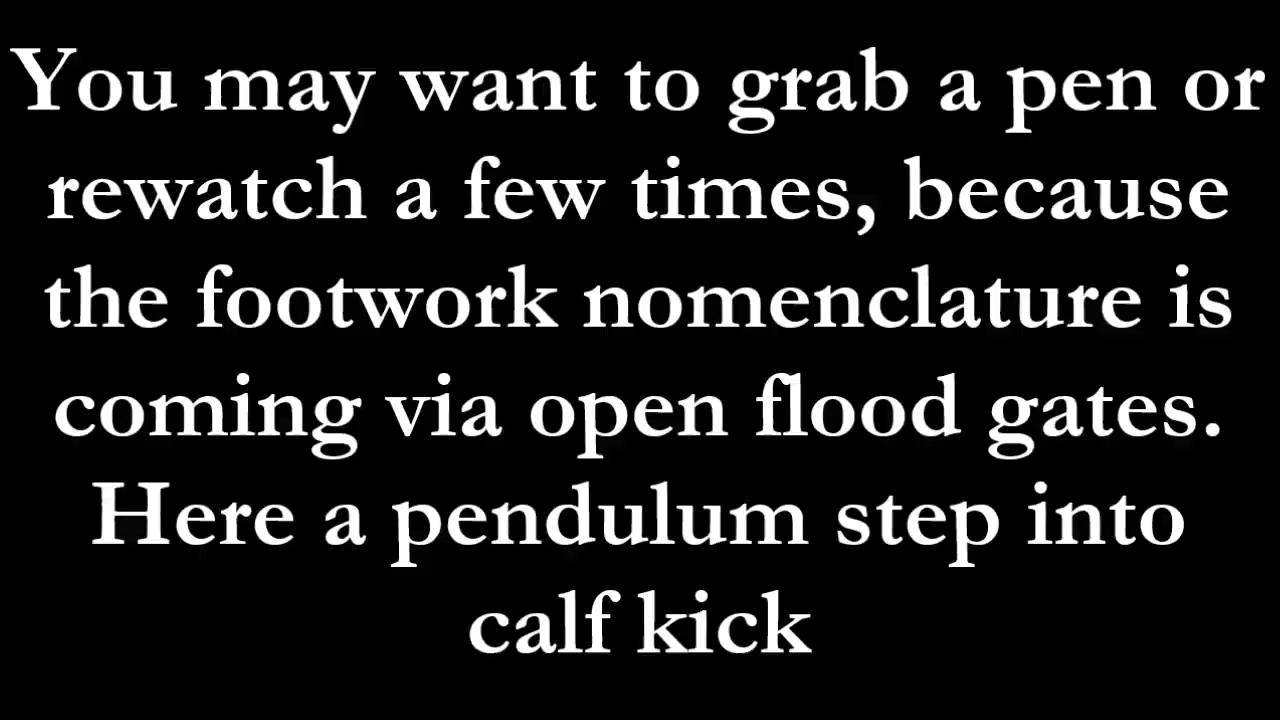 You may want to grab a pen or
rewatch a few times, because
the footwork nomenclature is
coming via open flood gates.
Here a pendulum step into
calf kick